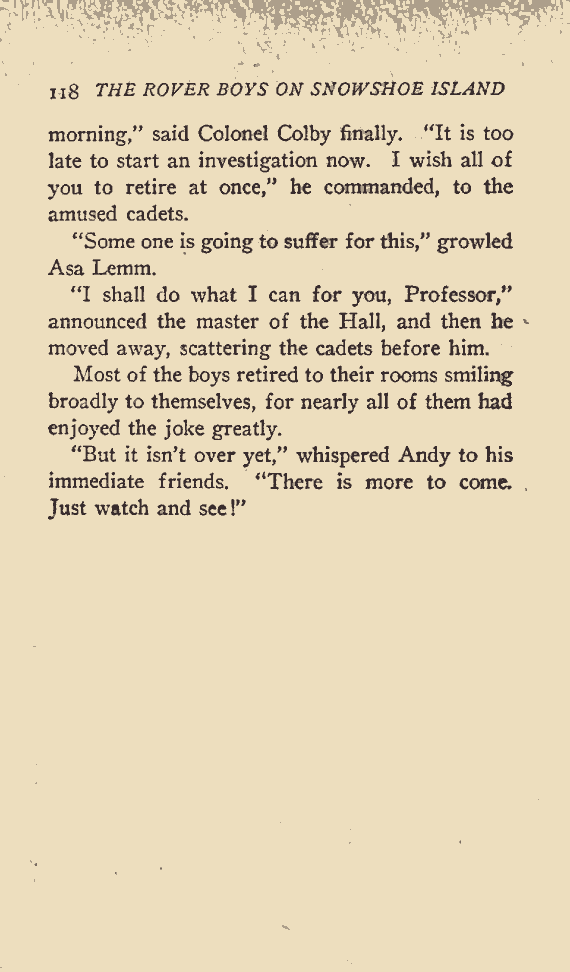 118 THE ROVER BOYS ON SNOWSHOE ISLAND
morning,” said Colonel Colby finally. “It is too
late to start an investigation now. I wish all of
you to retire at once,” he commanded, to the
amused cadets.
“Some one is going to suffer for this,” growled
Asa Lemm.
“I shall do what I can for you, Professor,”
announced the master of the Hall, and then he
moved away, scattering the cadets before him.
Most of the boys retired to their rooms smiling
broadly to themselves, for nearly all of them had
enjoyed the joke greatly.
“But it isn’t over yet,” whispered Andy to his
immediate friends. “There is more to come.
Just watch and see!”